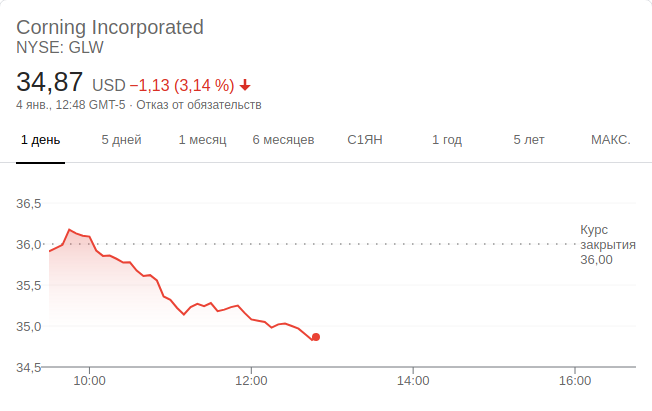 Corning Incorporated
NYSE: GLW
34,87 USD −1,13 (3,14 %)
4 янв., 12:48 GMT-5 · Отказ от обязательств
1 день 5 дней 1 месяц 6 месяцев С1ЯН 1 год 5 лет МАКС.
36,5
36,0
35,5
35,0
34,5
Курс
закрытия
36,00
10:00 12:00 14:00 16:00